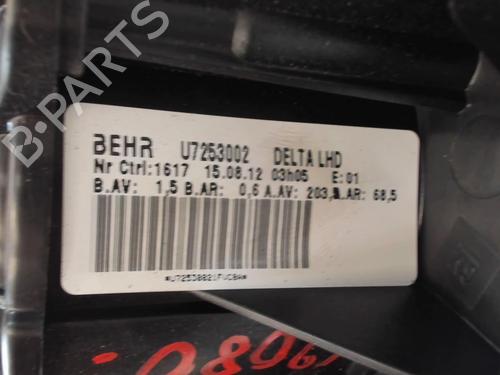 BEHR U7253002 DELTA LHD
Nr Ctrl:1617 15.08.12 03h05 E:01
B.AV: 1,5 B.AR: 0,6 A.AV: 203, A.AR: 68,5
*U72530021FVC8A*
B-PARTS